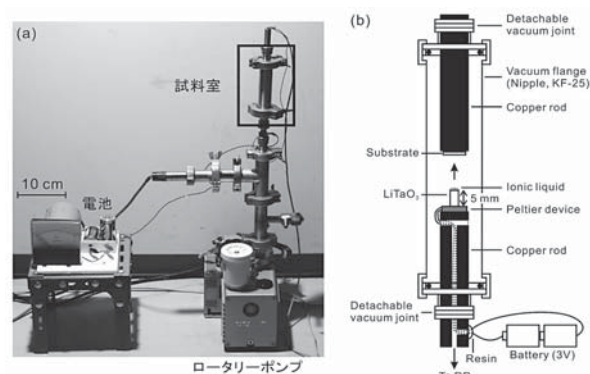 (a)
試料室
10 cm
電池
ロータリーポンプ
(b)
Detachable
vacuum joint
Vacuum flange
(Nipple, KF-25)
Copper rod
Substrate
Ionic liquid
LiTaO₃
5 mm
Peltier device
Copper rod
Detachable
vacuum joint
Resin
Battery (3V)